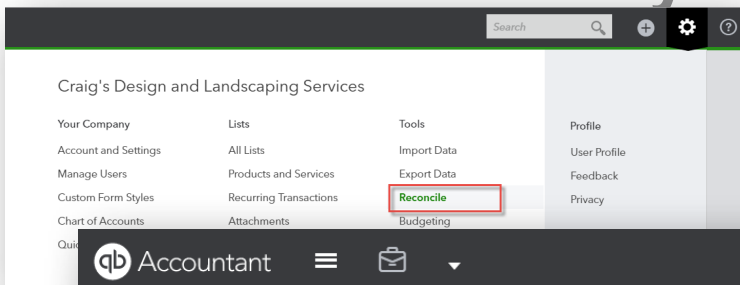 Search
Craig's Design and Landscaping Services
Your Company Lists Tools Profile
Account and Settings All Lists Import Data User Profile
Manage Users Products and Services Export Data Feedback
Custom Form Styles Recurring Transactions Reconcile Privacy
Chart of Accounts Attachments Budgeting
qb Accountant